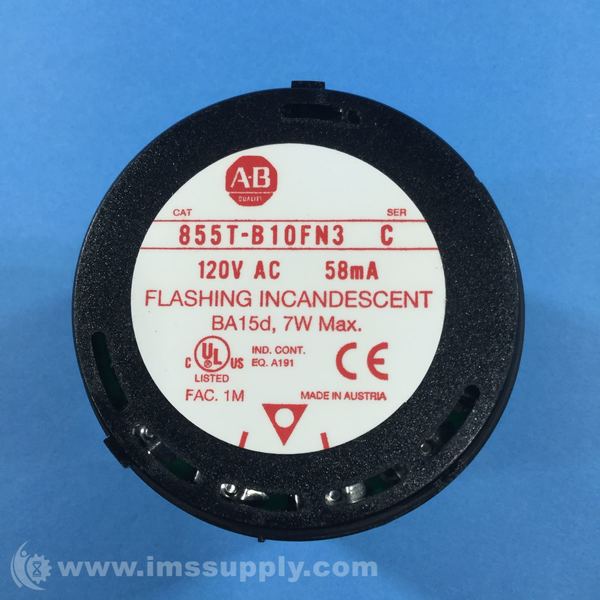 A-B
QUALITY
CAT SER
855T-B10FN3 C
120V AC 58mA
FLASHING INCANDESCENT
BA15d, 7W Max.
C UL US
LISTED
IND. CONT.
EQ. A191
CE
FAC. 1M
MADE IN AUSTRIA
www.imssupply.com